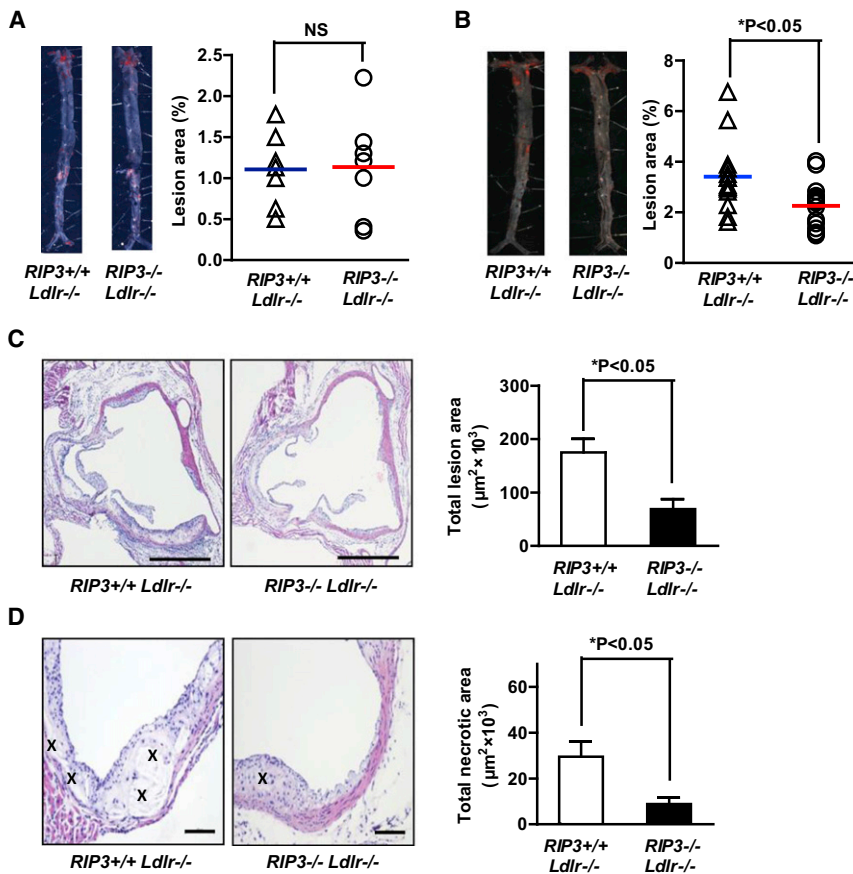 A
NS
2.5
2.0
1.5
1.0
0.5
0.0
Lesion area (%)
RIP3+/+ RIP3-/-
Ldlr-/- Ldlr-/-
RIP3+/+ RIP3-/-
Ldlr-/- Ldlr-/-
B
*P<0.05
8
6
4
2
0
Lesion area (%)
RIP3+/+ RIP3-/-
Ldlr-/- Ldlr-/-
RIP3+/+ RIP3-/-
Ldlr-/- Ldlr-/-
C
RIP3+/+ Ldlr-/- RIP3-/- Ldlr-/-
*P<0.05
300
200
100
0
Total lesion area
(µm²×10³)
RIP3+/+ RIP3-/-
Ldlr-/- Ldlr-/-
D
X
X
X
X
X
RIP3+/+ Ldlr-/- RIP3-/- Ldlr-/-
*P<0.05
60
40
20
0
Total necrotic area
(µm²×10³)
RIP3+/+ RIP3-/-
Ldlr-/- Ldlr-/-